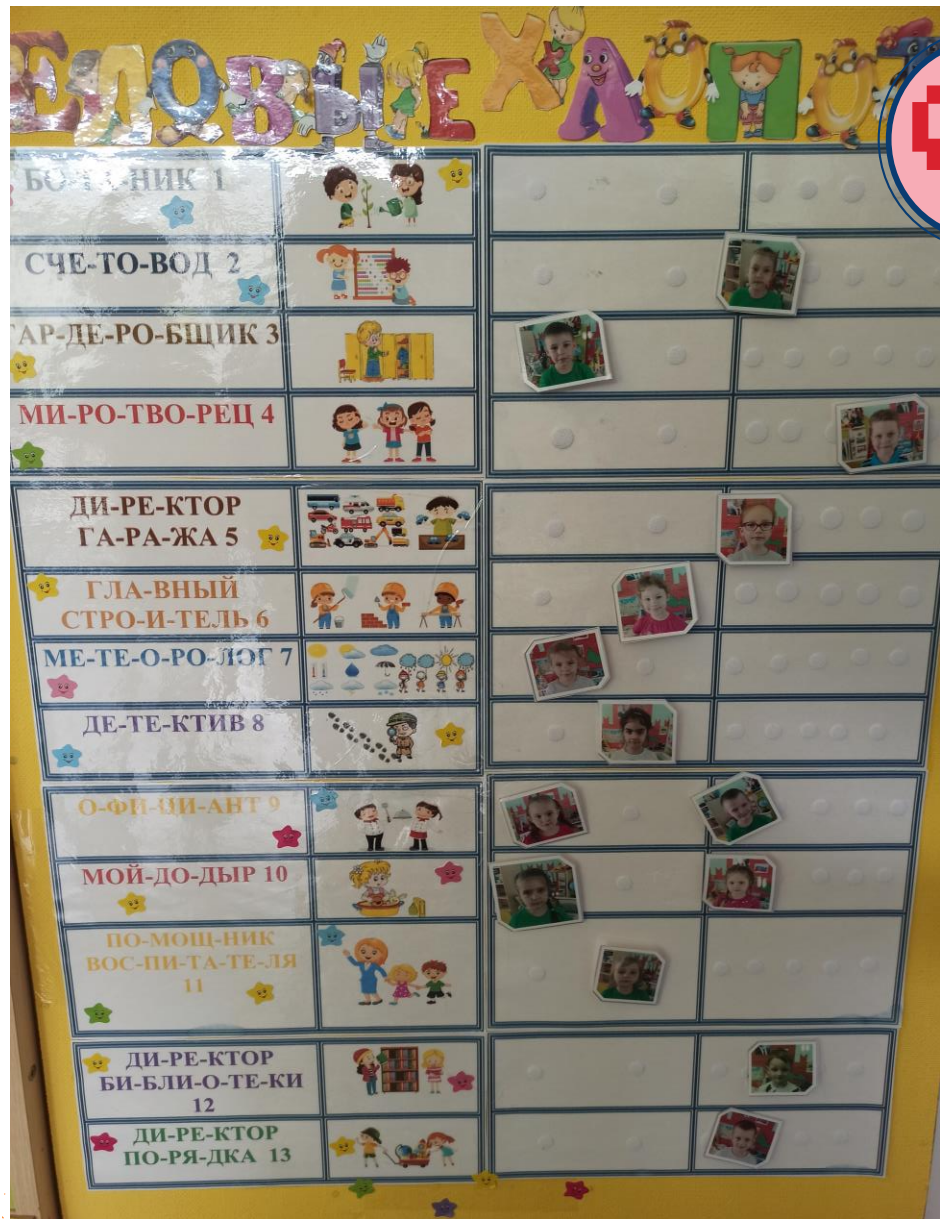 ЕЛОВЫЕ ХЛОПОТ
БО-ТА-НИК 1
СЧЕ-ТО-ВОД 2
ГАР-ДЕ-РО-БЩИК 3
МИ-РО-ТВО-РЕЦ 4
ДИ-РЕ-КТОР
ГА-РА-ЖА 5
ГЛА-ВНЫЙ
СТРО-И-ТЕЛЬ 6
МЕ-ТЕ-О-РО-ЛОГ 7
ДЕ-ТЕ-КТИВ 8
О-ФИ-ЦИ-АНТ 9
МОЙ-ДО-ДЫР 10
ПО-МОЩ-НИК
ВОС-ПИ-ТА-ТЕ-ЛЯ
11
ДИ-РЕ-КТОР
БИ-БЛИ-О-ТЕ-КИ
12
ДИ-РЕ-КТОР
ПО-РЯ-ДКА 13